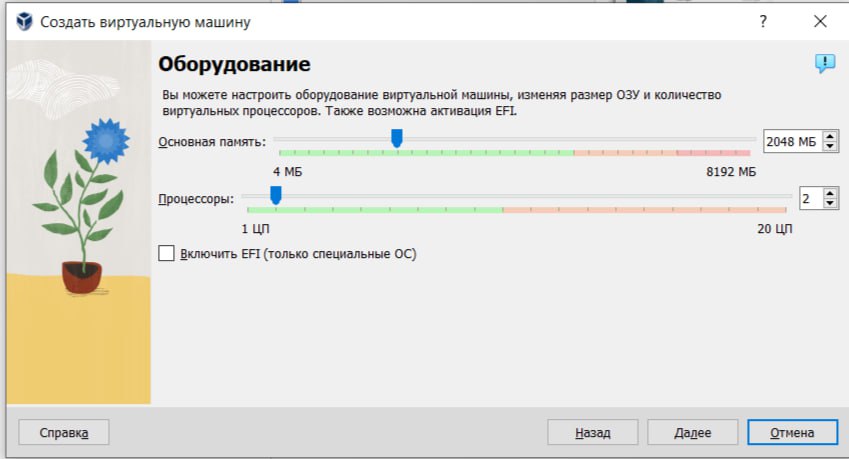 Создать виртуальную машину
?
Оборудование
!
Вы можете настроить оборудование виртуальной машины, изменяя размер ОЗУ и количество
виртуальных процессоров. Также возможна активация EFI.
Основная память:
2048 МБ
4 МБ
8192 МБ
Процессоры:
2
1 ЦП
20 ЦП
Включить EFI (только специальные ОС)
Справка
Назад
Далее
Отмена